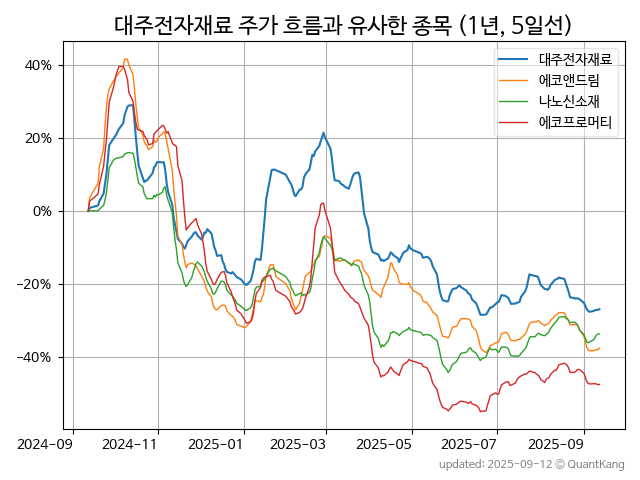 대주전자재료 주가 흐름과 유사한 종목 (1년, 5일선)
대주전자재료
에코앤드림
나노신소재
에코프로머티
40%
20%
0%
−20%
−40%
2024-09
2024-11
2025-01
2025-03
2025-05
2025-07
2025-09
updated: 2025-09-12 © QuantKang